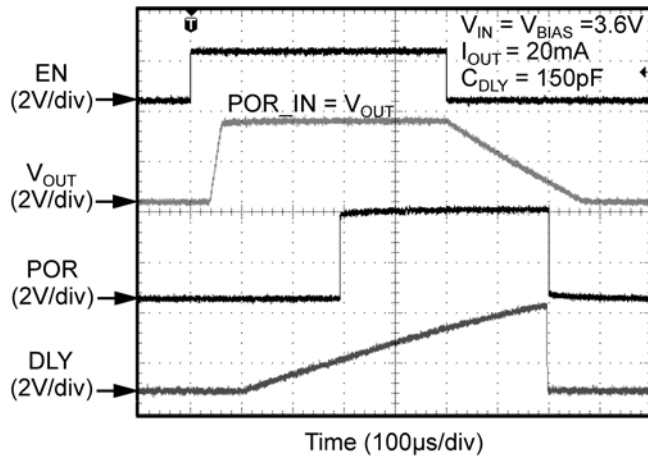 T
V_IN = V_BIAS =3.6V
I_OUT = 20mA
C_DLY = 150pF
EN
(2V/div)
POR_IN = V_OUT
V_OUT
(2V/div)
POR
(2V/div)
DLY
(2V/div)
Time (100µs/div)